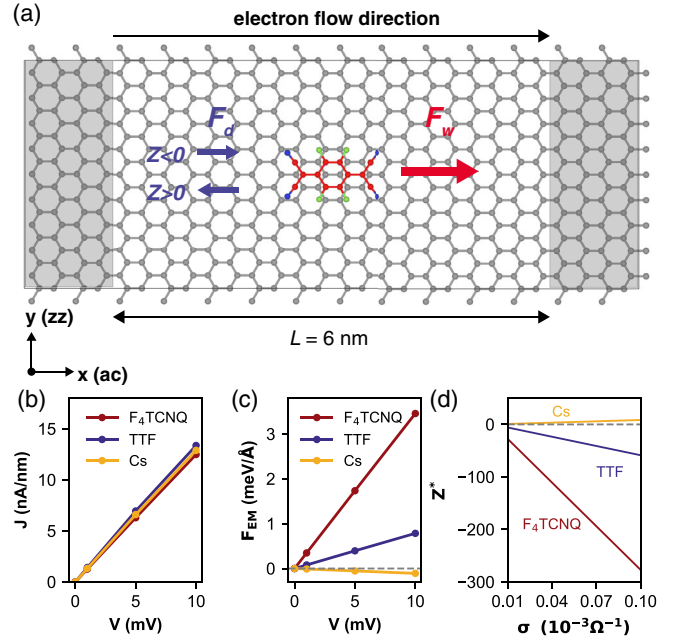 (a)
electron flow direction
F_d
F_w
Z<0
Z>0
L = 6 nm
y (zz)
x (ac)
(b)
J (nA/nm)
15
10
5
0
F₄TCNQ
TTF
Cs
0 5 10
V (mV)
(c)
F_EM (meV/Å)
3
2
1
0
F₄TCNQ
TTF
Cs
0 5 10
V (mV)
(d)
Z*
0
−100
−200
−300
Cs
TTF
F₄TCNQ
0.01 0.04 0.07 0.10
σ (10⁻³Ω⁻¹)